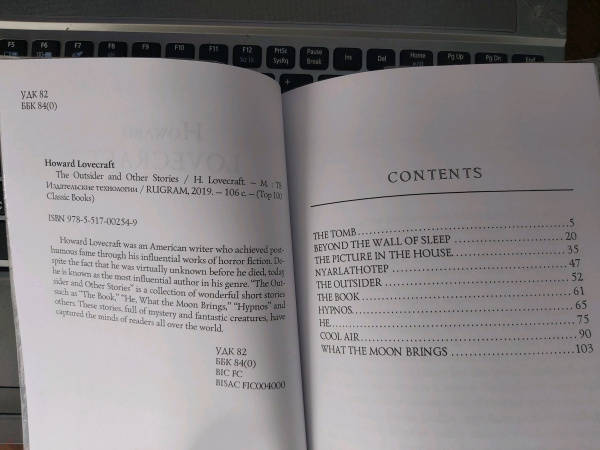 F5
F6
F7
F8
F9
F10
F11
F12
PrtSc
SysRq
Pause
Break
Ins
Del
Home
Pg Up
Pg Dn
End
УДК 82
ББК 84(0)
Howard Lovecraft
The Outsider and Other Stories / H. Lovecraft. – М : Т8
Издательские технологии / RUGRAM, 2019. – 106 с. – (Top 100
Classic Books)
ISBN 978-5-517-00254-9
Howard Lovecraft was an American writer who achieved post-
humous fame through his influential works of horror fiction. De-
spite the fact that he was virtually unknown before he died, today
he is known as the most influential author in his genre. “The Out-
sider and Other Stories” is a collection of wonderful short stories
such as “The Book,” “He, What the Moon Brings,” “Hypnos” and
others. These stories, full of mystery and fantastic creatures, have
captured the minds of readers all over the world.
УДК 82
ББК 84(0)
BIC FC
BISAC FIC004000
CONTENTS
THE TOMB 5
BEYOND THE WALL OF SLEEP 20
THE PICTURE IN THE HOUSE 35
NYARLATHOTEP 47
THE OUTSIDER 52
THE BOOK 61
HYPNOS 65
HE 75
COOL AIR 90
WHAT THE MOON BRINGS 103